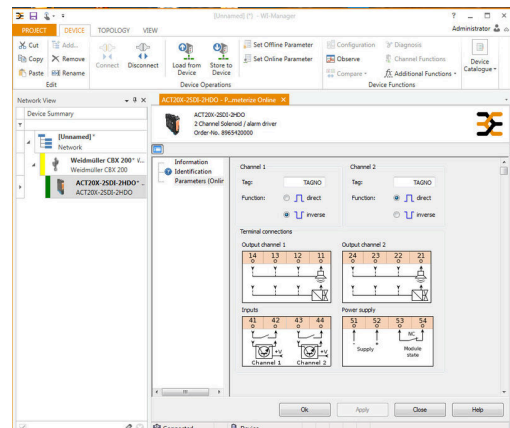 [Unnamed] (*) - WI-Manager
PROJECT DEVICE TOPOLOGY VIEW Administrator
Cut Add... Set Offline Parameter Configuration Diagnosis
Copy Remove Connect Disconnect Load from Device Store to Device Set Online Parameter Observe Channel Functions Device Catalogue
Paste Rename Compare Additional Functions
Edit Device Operations Device Functions
Network View
Device Summary
[Unnamed] *
Network
Weidmüller CBX 200* V...
Weidmüller CBX 200
ACT20X-2SDI-2HDO* ...
ACT20X-2SDI-2HDO
ACT20X-2SDI-2HDO - P...meterize Online
ACT20X-2SDI-2HDO
2 Channel Solenoid / alarm driver
Order-No. 8965420000
Information
Identification
Parameters (Onlin
Channel 1 Channel 2
Tag: TAGNO Tag: TAGNO
Function: direct Function: direct
inverse inverse
Terminal connections
Output channel 1 Output channel 2
14 13 12 11 24 23 22 21
Inputs Power supply
41 42 43 44 51 52 53 54
NC
+V +V
- +
Supply Module state
Channel 1 Channel 2
Ok Apply Close Help
Connected Device